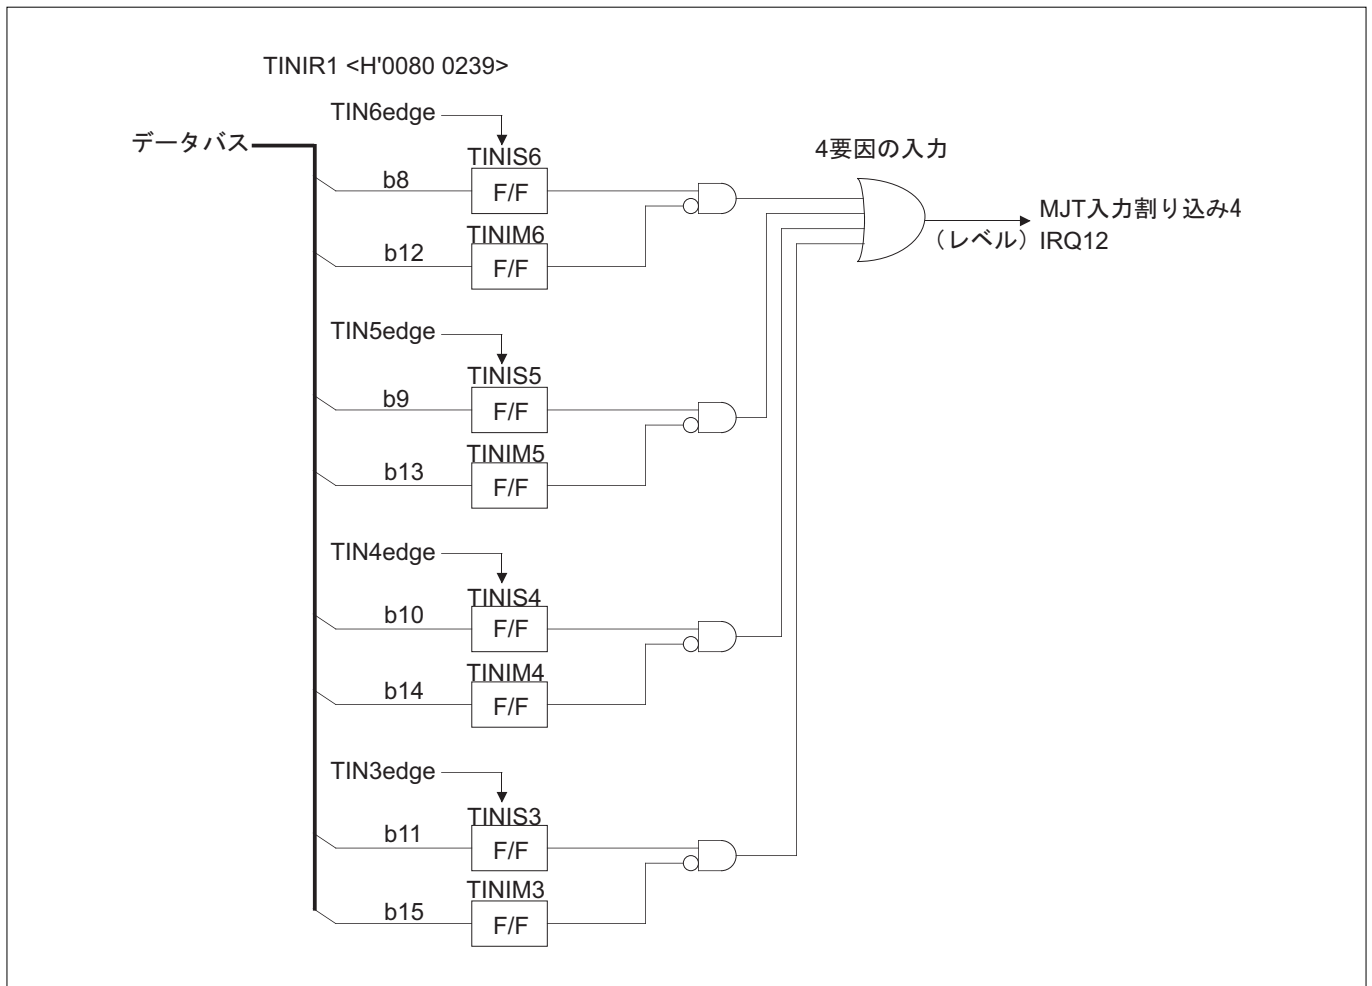 TINIR1 <H'0080 0239>
TIN6edge
データバス
TINIS6
4要因の入力
b8
F/F
MJT入力割り込み4
TINIM6
(レベル) IRQ12
b12
F/F
TIN5edge
TINIS5
b9
F/F
TINIM5
b13
F/F
TIN4edge
TINIS4
b10
F/F
TINIM4
b14
F/F
TIN3edge
TINIS3
b11
F/F
TINIM3
b15
F/F